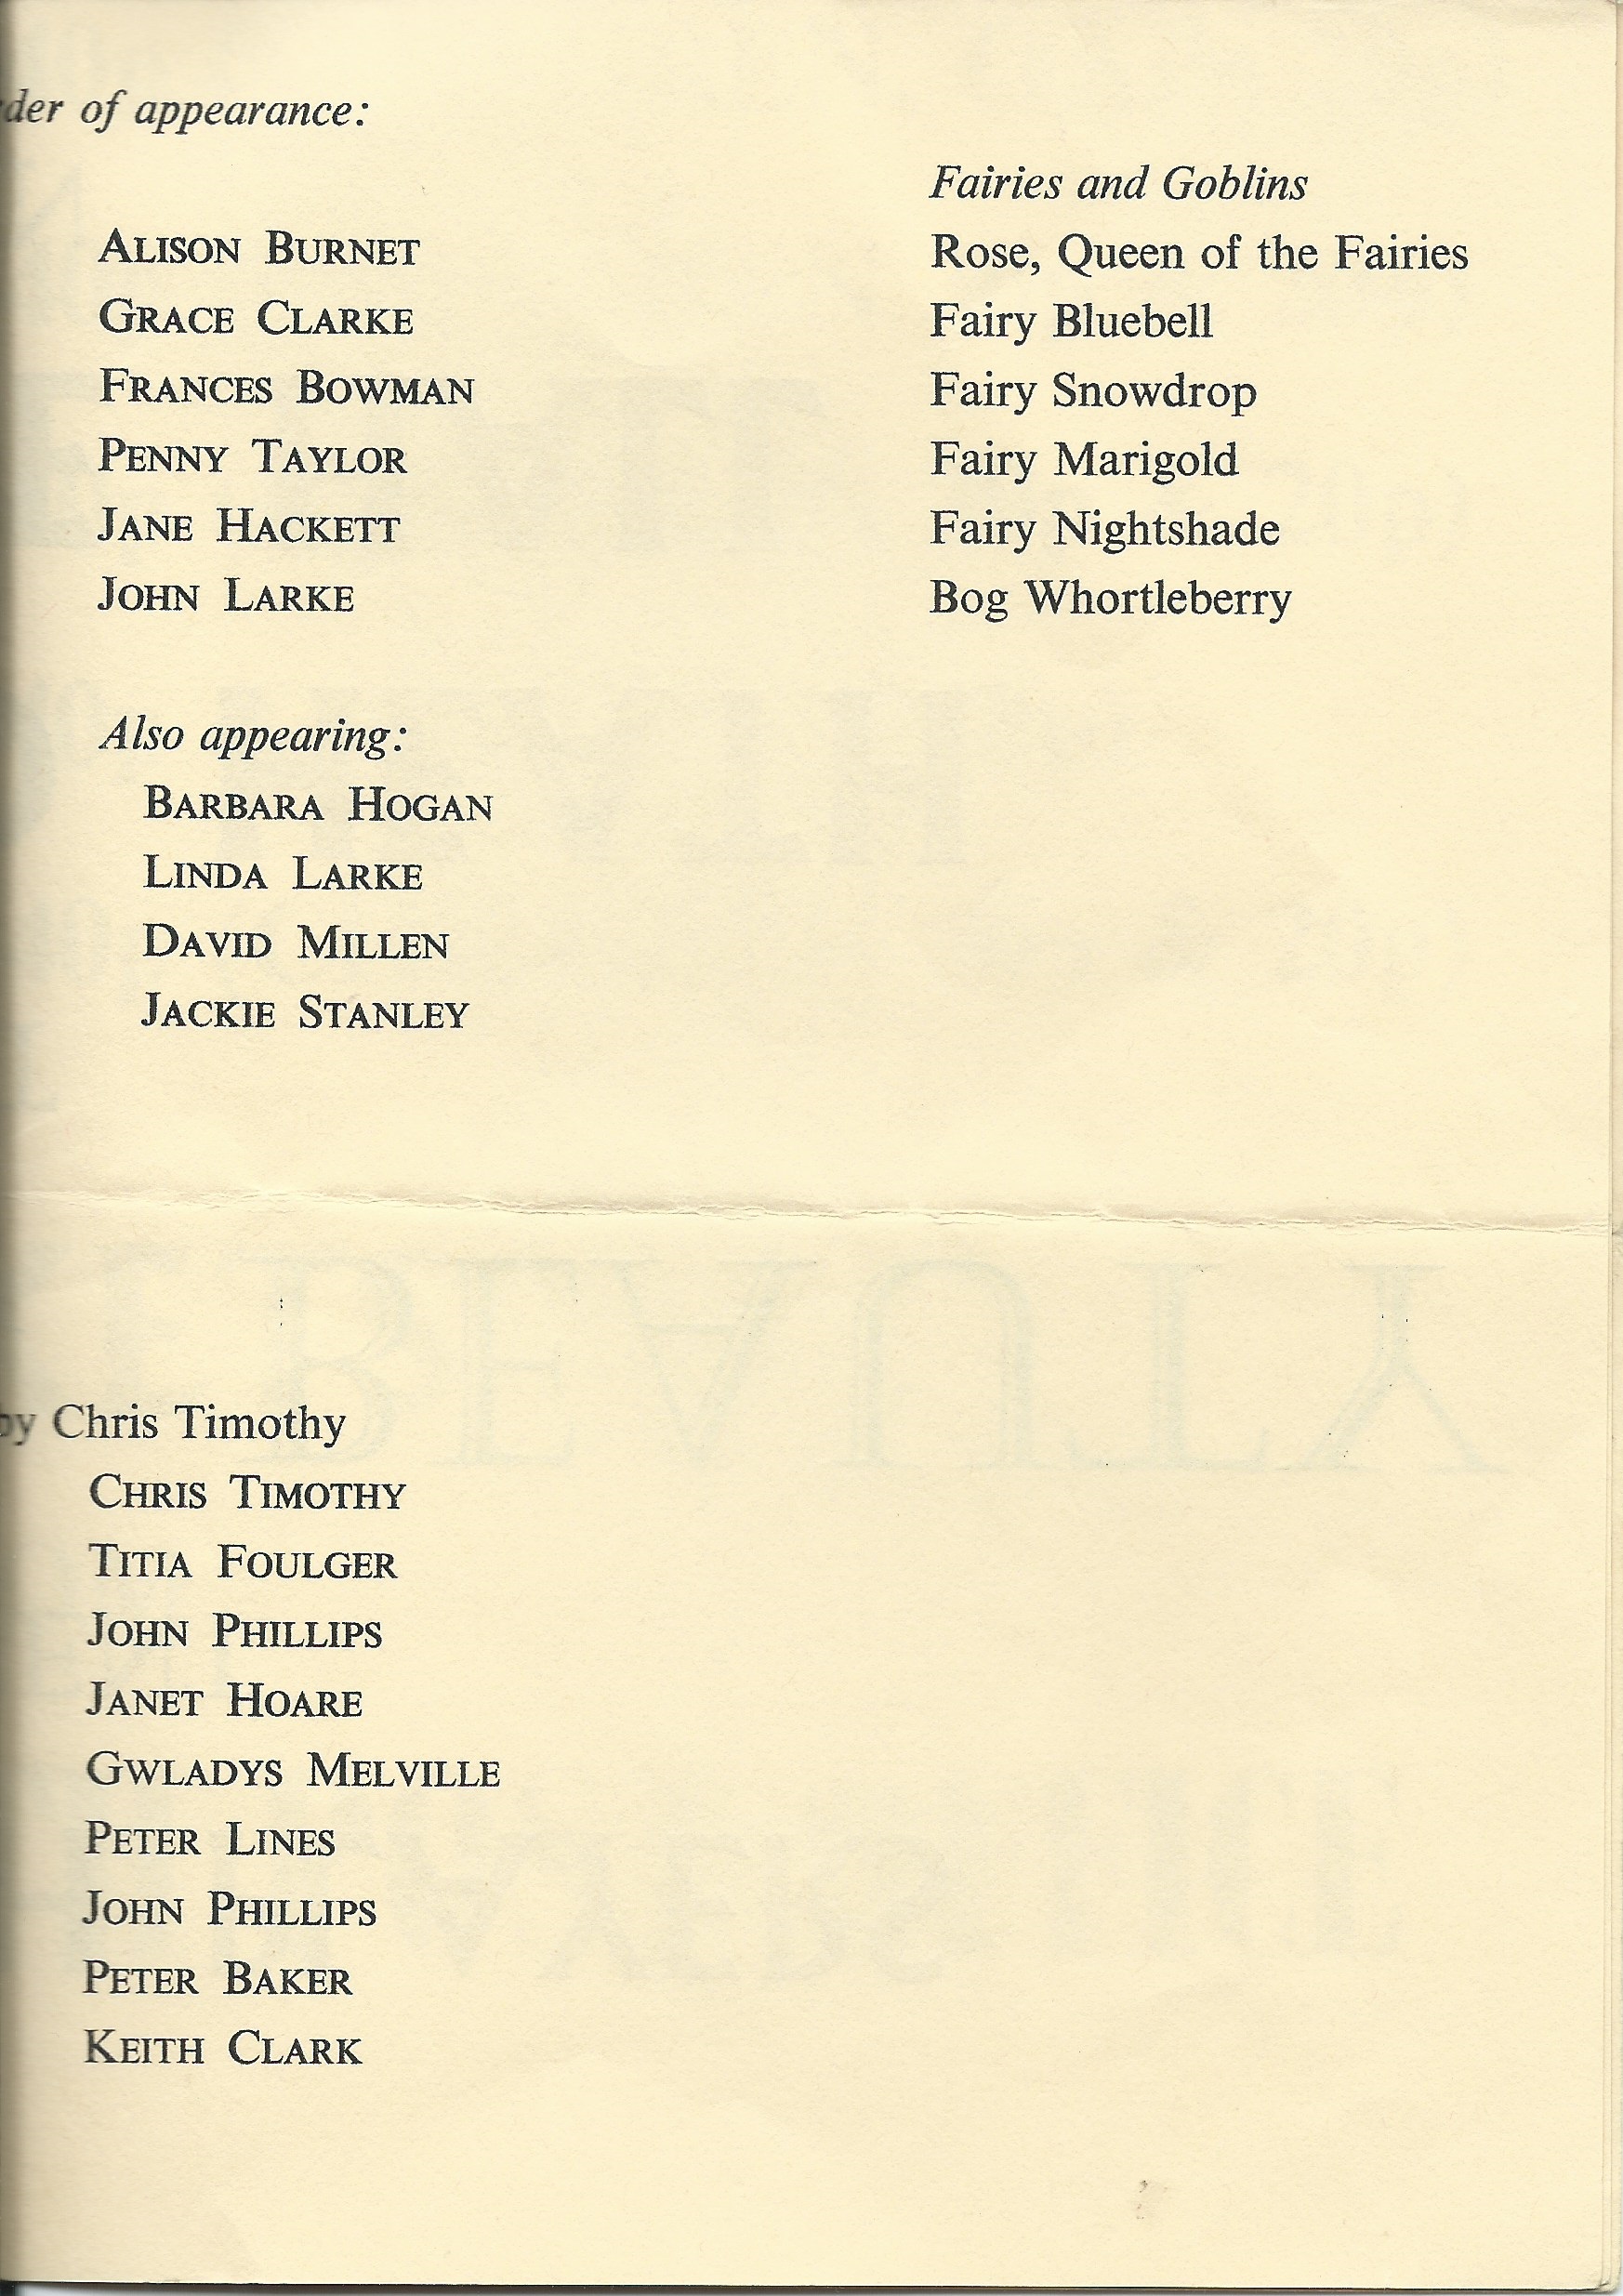 der of appearance:
Fairies and Goblins
ALISON BURNET Rose, Queen of the Fairies
GRACE CLARKE Fairy Bluebell
FRANCES BOWMAN Fairy Snowdrop
PENNY TAYLOR Fairy Marigold
JANE HACKETT Fairy Nightshade
JOHN LARKE Bog Whortleberry
Also appearing:
BARBARA HOGAN
LINDA LARKE
DAVID MILLEN
JACKIE STANLEY
by Chris Timothy
CHRIS TIMOTHY
TITIA FOULGER
JOHN PHILLIPS
JANET HOARE
GWLADYS MELVILLE
PETER LINES
JOHN PHILLIPS
PETER BAKER
KEITH CLARK